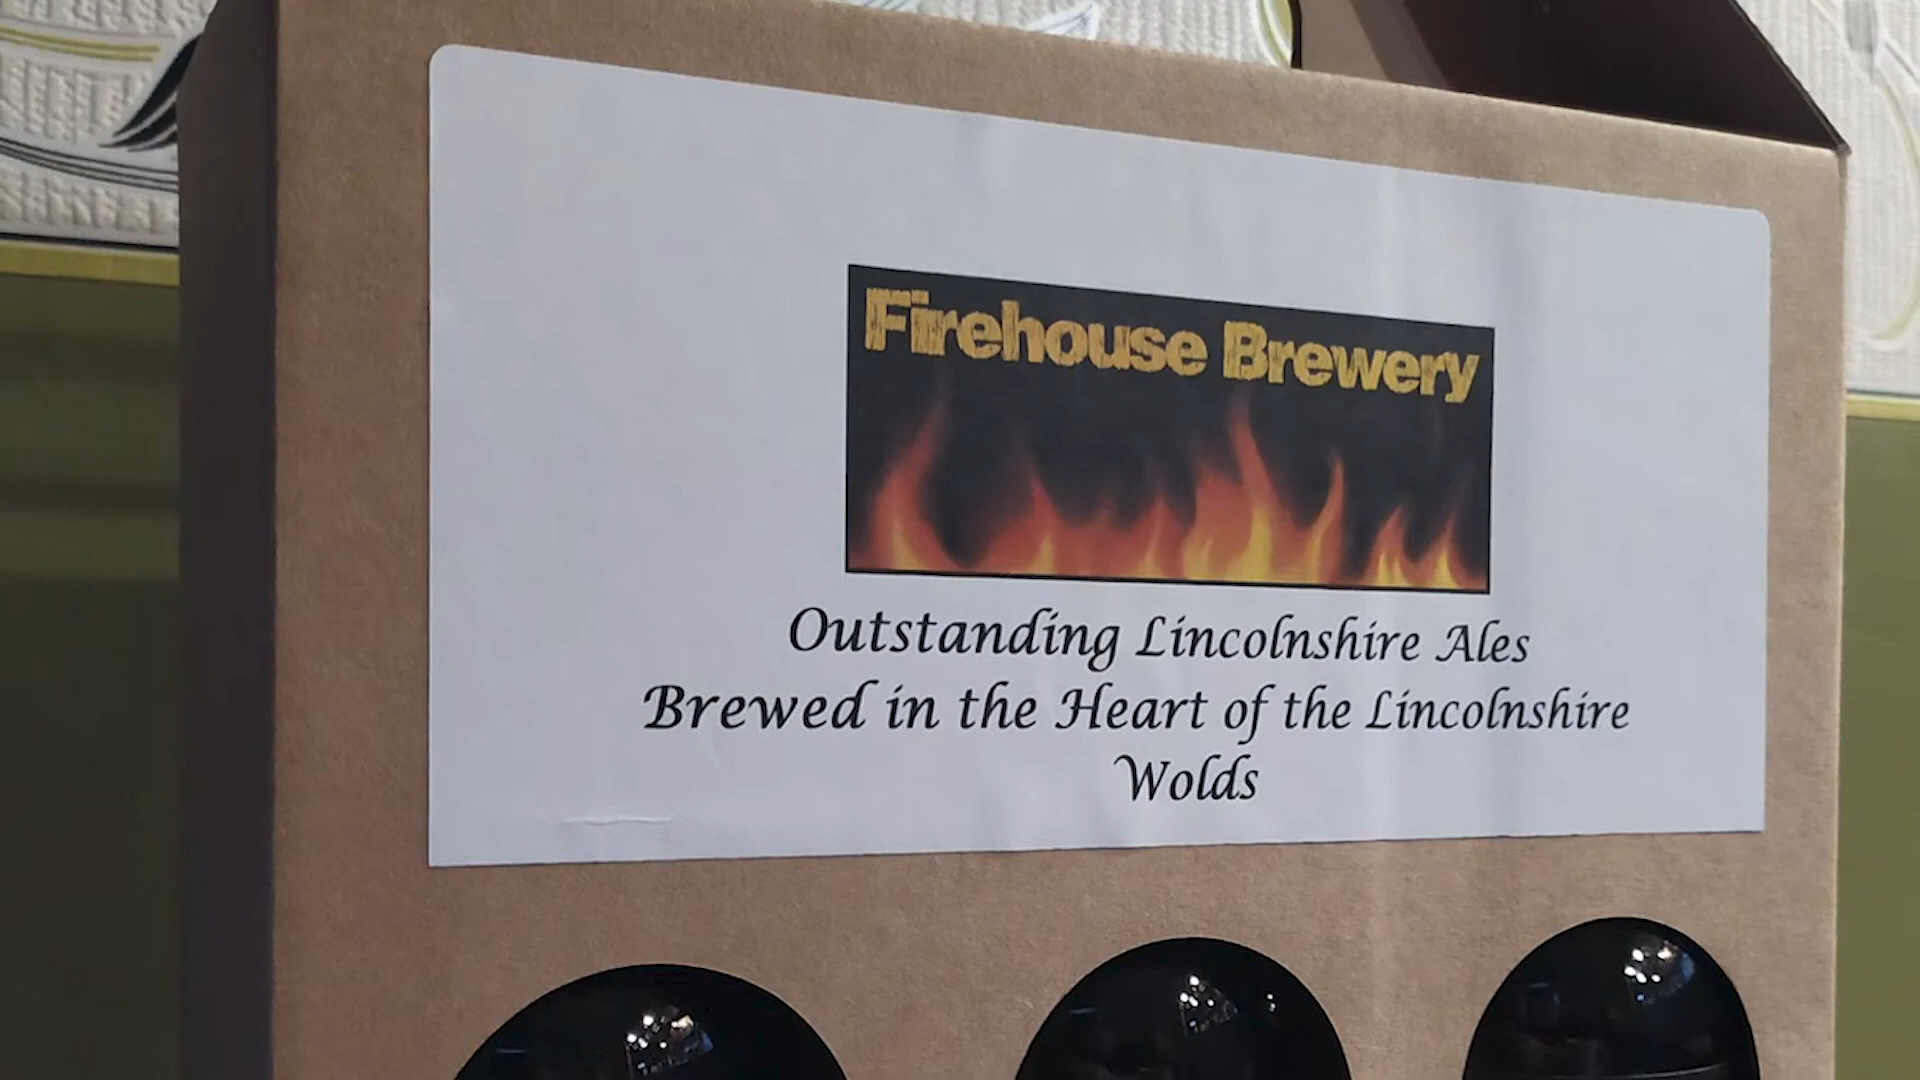 Firehouse Brewery
Outstanding Lincolnshire Ales
Brewed in the Heart of the Lincolnshire
Wolds